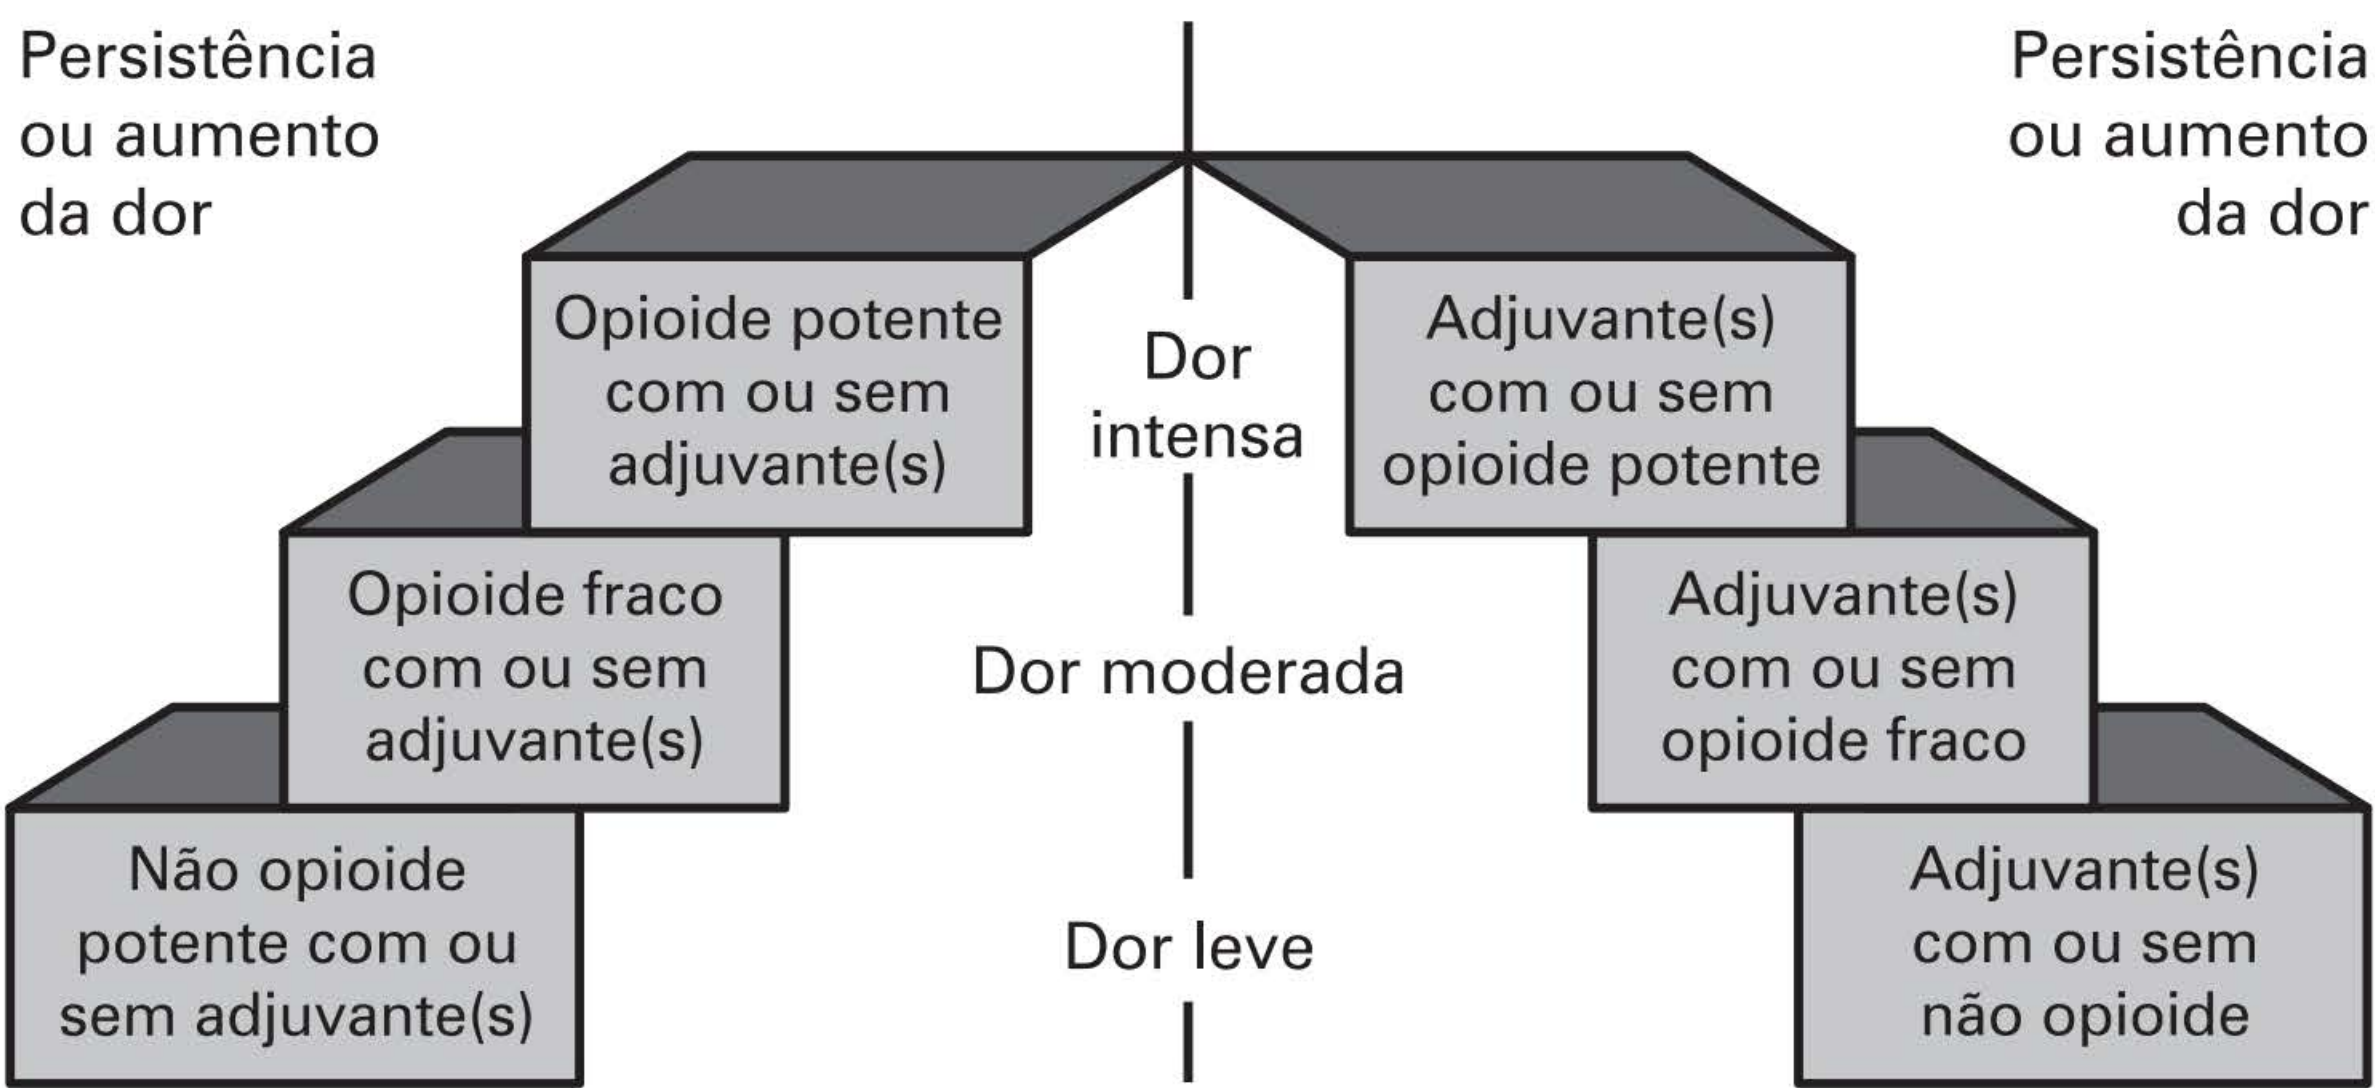 Persistência
ou aumento
da dor
Persistência
ou aumento
da dor
Opioide potente
com ou sem
adjuvante(s)
Dor
intensa
Adjuvante(s)
com ou sem
opioide potente
Opioide fraco
com ou sem
adjuvante(s)
Dor moderada
Adjuvante(s)
com ou sem
opioide fraco
Não opioide
potente com ou
sem adjuvante(s)
Dor leve
Adjuvante(s)
com ou sem
não opioide